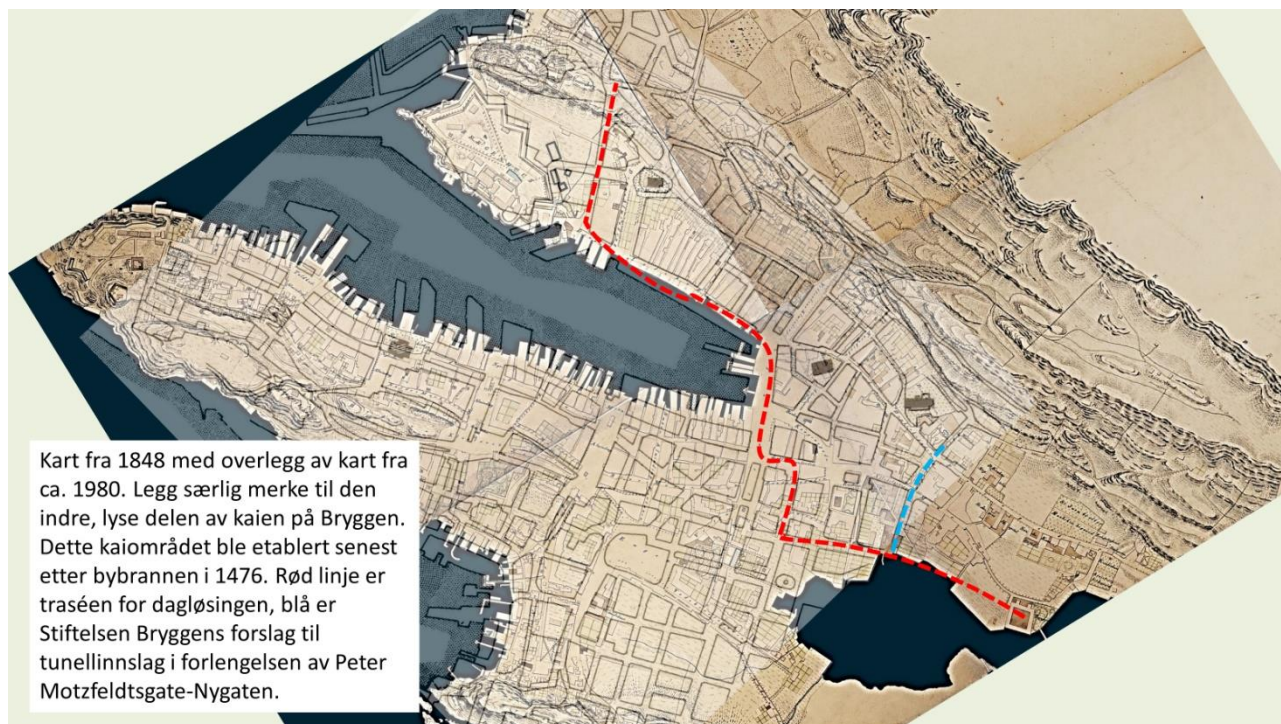 Kart fra 1848 med overlegg av kart fra
ca. 1980. Legg særlig merke til den
indre, lyse delen av kaien på Bryggen.
Dette kaiområdet ble etablert senest
etter bybrannen i 1476. Rød linje er
traséen for dagløsingen, blå er
Stiftelsen Bryggens forslag til
tunellinnslag i forlengelsen av Peter
Motzfeldtsgate-Nygaten.